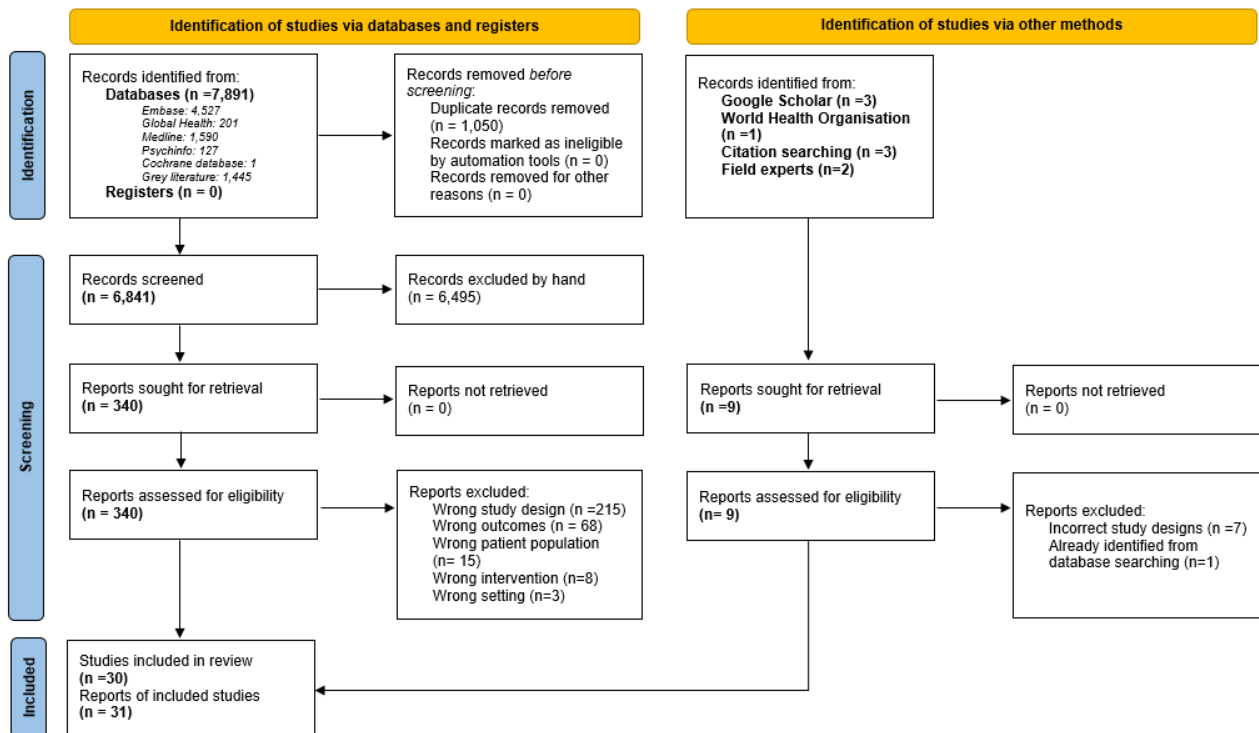 Identification of studies via databases and registers
Identification of studies via other methods
Identification
Records identified from:
Databases (n =7,891)
Embase: 4,527
Global Health: 201
Medline: 1,590
Psychinfo: 127
Cochrane database: 1
Grey literature: 1,445
Registers (n = 0)
Records removed before
screening:
Duplicate records removed
(n = 1,050)
Records marked as ineligible
by automation tools (n = 0)
Records removed for other
reasons (n = 0)
Records identified from:
Google Scholar (n =3)
World Health Organisation
(n =1)
Citation searching (n =3)
Field experts (n=2)
Screening
Records screened
(n = 6,841)
Records excluded by hand
(n = 6,495)
Reports sought for retrieval
(n = 340)
Reports not retrieved
(n = 0)
Reports sought for retrieval
(n =9)
Reports not retrieved
(n = 0)
Reports assessed for eligibility
(n = 340)
Reports excluded:
Wrong study design (n =215)
Wrong outcomes (n = 68)
Wrong patient population
(n= 15)
Wrong intervention (n=8)
Wrong setting (n=3)
Reports assessed for eligibility
(n= 9)
Reports excluded:
Incorrect study designs (n =7)
Already identified from
database searching (n=1)
Included
Studies included in review
(n =30)
Reports of included studies
(n = 31)